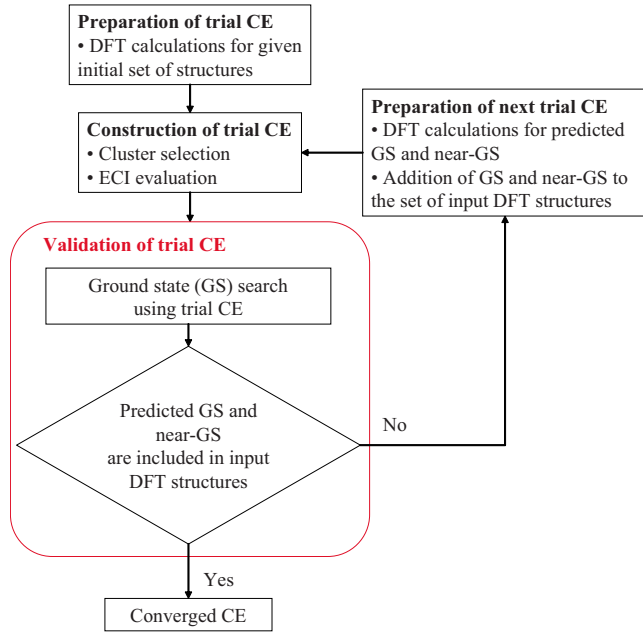 Preparation of trial CE
• DFT calculations for given
initial set of structures
Construction of trial CE
• Cluster selection
• ECI evaluation
Preparation of next trial CE
• DFT calculations for predicted
GS and near-GS
• Addition of GS and near-GS to
the set of input DFT structures
Validation of trial CE
Ground state (GS) search
using trial CE
Predicted GS and
near-GS
are included in input
DFT structures
No
Yes
Converged CE